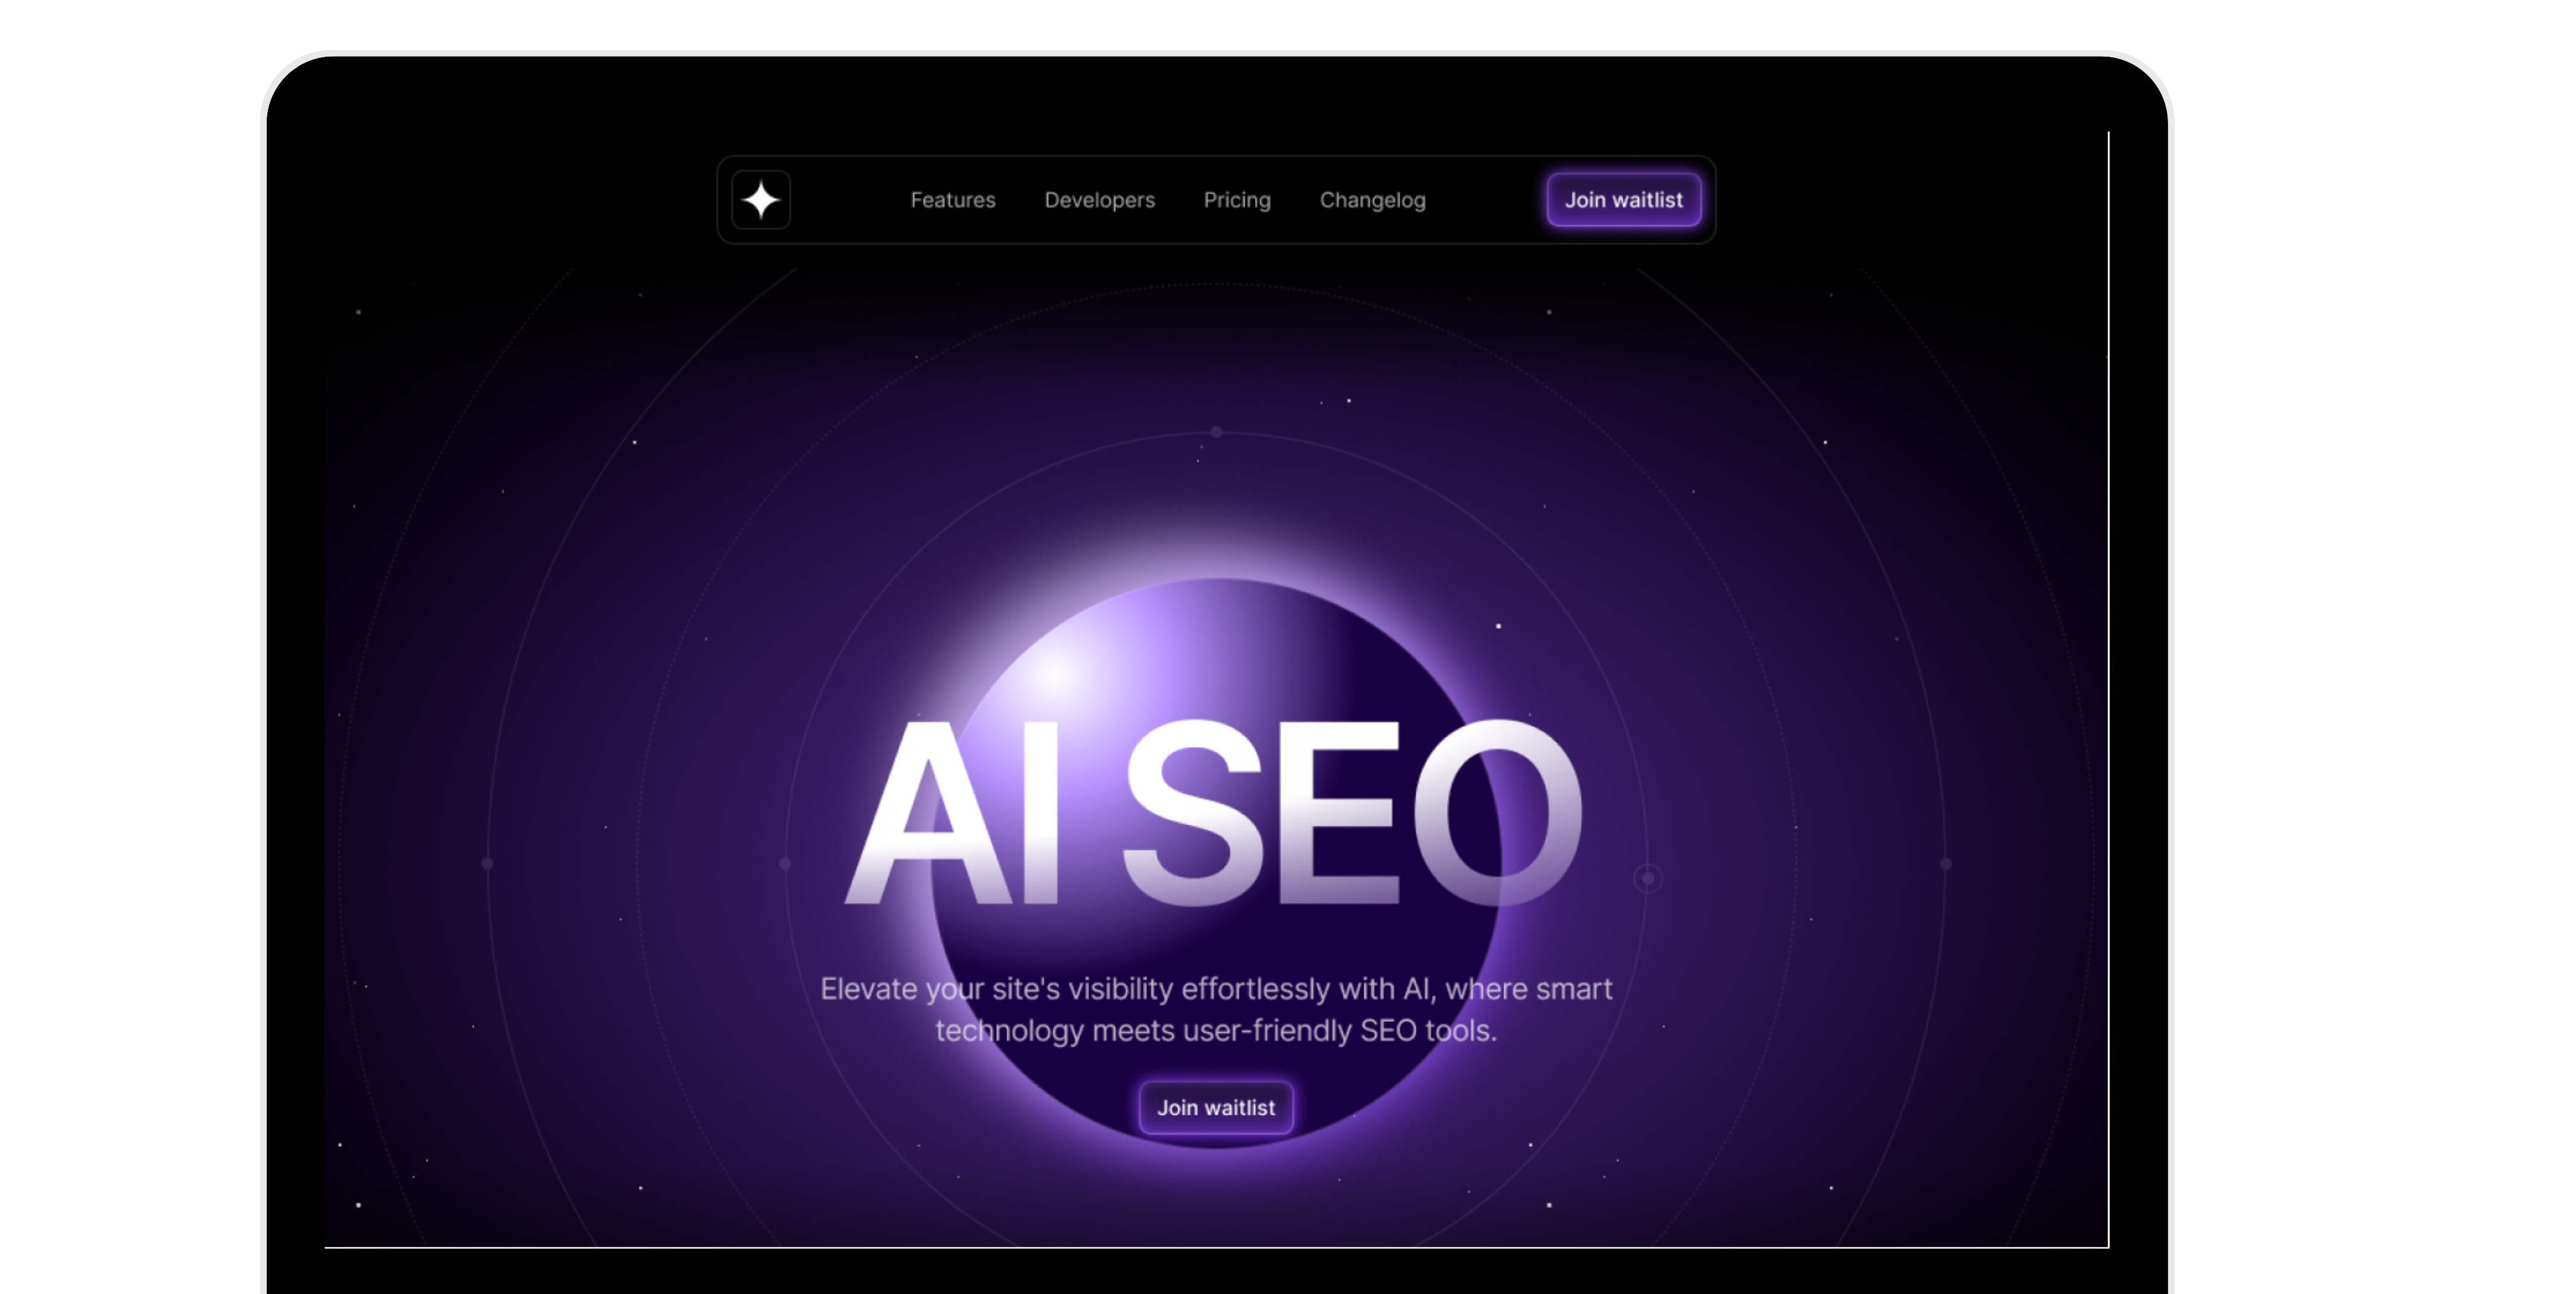 Features Developers Pricing Changelog Join waitlist
AI SEO
Elevate your site's visibility effortlessly with AI, where smart
technology meets user-friendly SEO tools.
Join waitlist